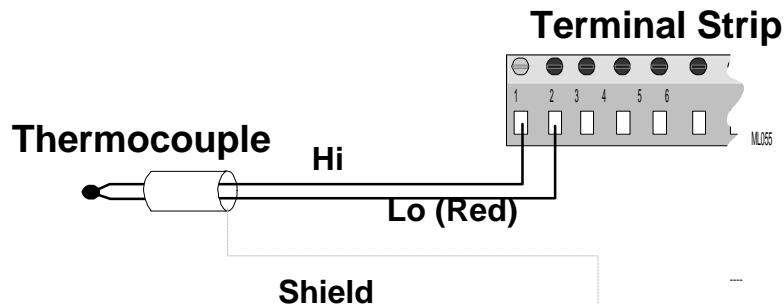 Terminal Strip
1 2 3 4 5 6
ML055
Thermocouple
Hi
Lo (Red)
Shield